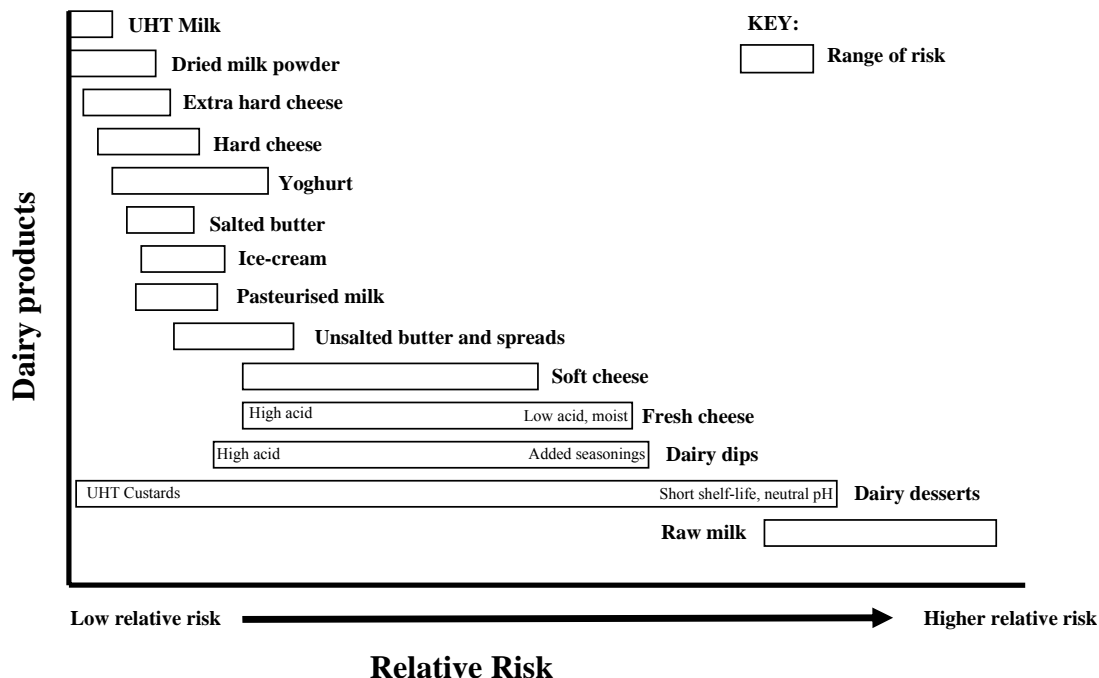 UHT Milk
KEY:
Dried milk powder
Range of risk
Extra hard cheese
Hard cheese
Yoghurt
Salted butter
Ice-cream
Pasteurised milk
Unsalted butter and spreads
Soft cheese
High acid Low acid, moist Fresh cheese
High acid Added seasonings Dairy dips
UHT Custards Short shelf-life, neutral pH Dairy desserts
Raw milk
Dairy products
Low relative risk Higher relative risk
Relative Risk